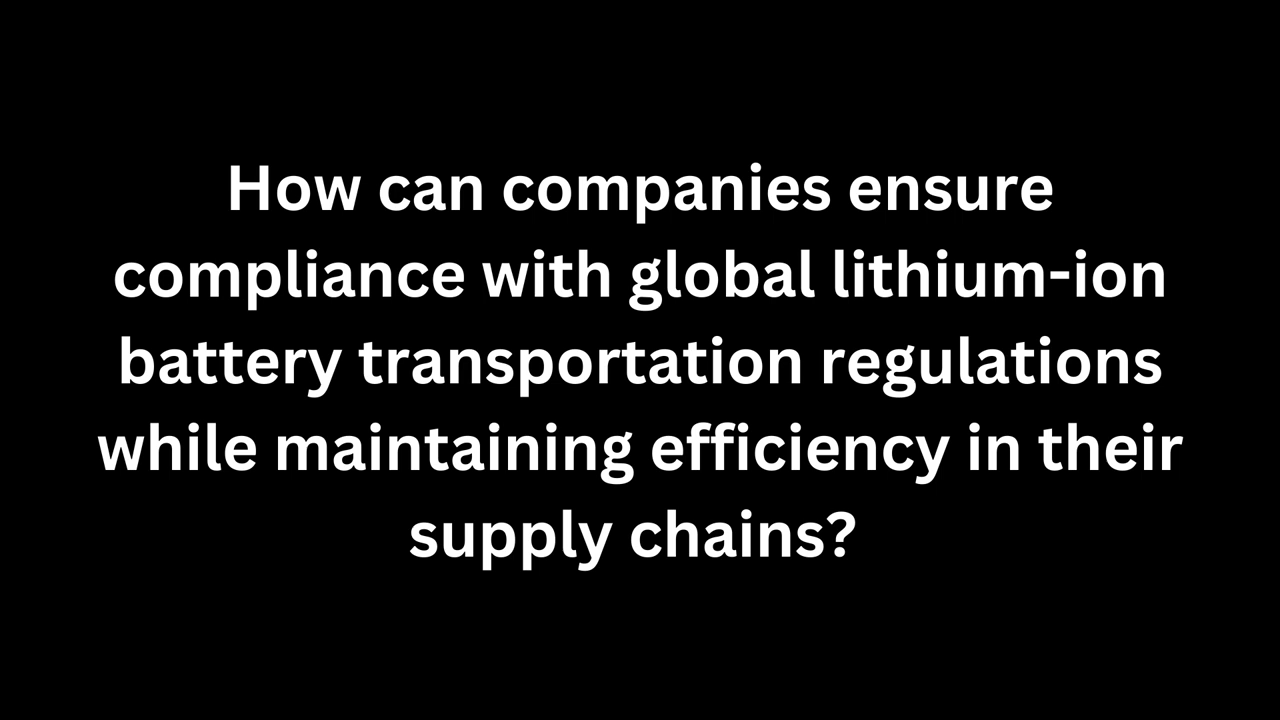 How can companies ensure
compliance with global lithium-ion
battery transportation regulations
while maintaining efficiency in their
supply chains?